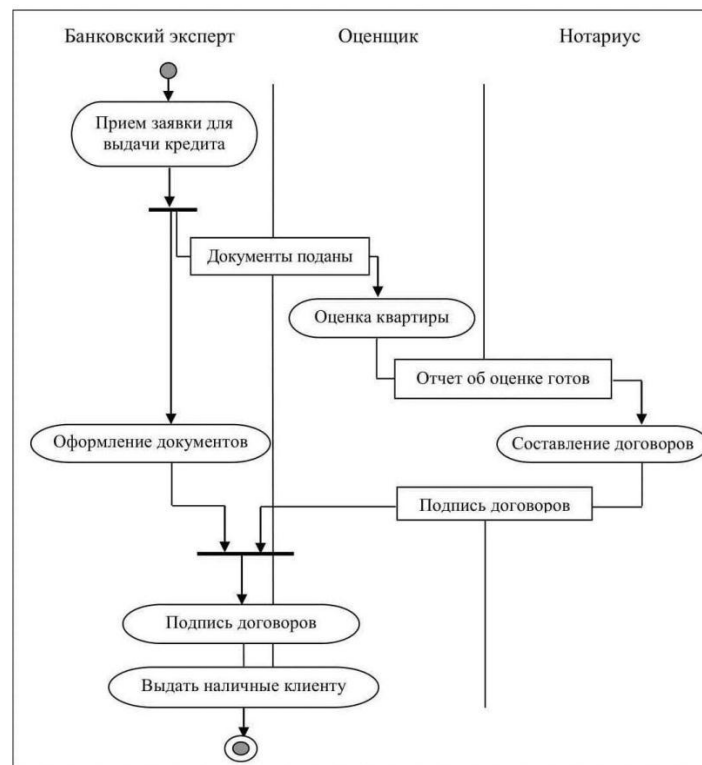 Банковский эксперт
Оценщик
Нотариус
Прием заявки для
выдачи кредита
Документы поданы
Оценка квартиры
Отчет об оценке готов
Оформление документов
Составление договоров
Подпись договоров
Подпись договоров
Выдать наличные клиенту